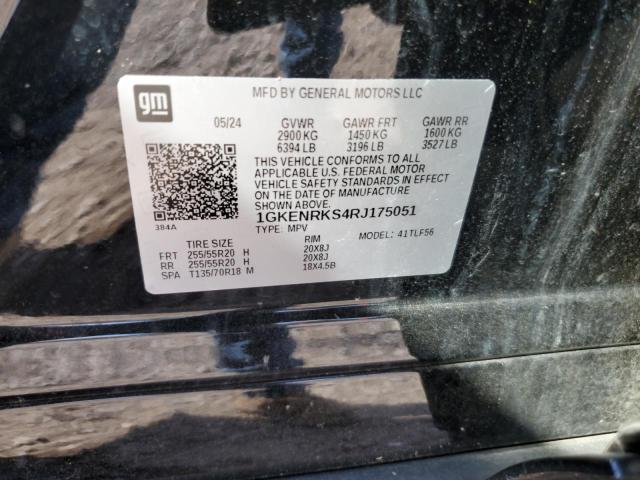 gm
MFD BY GENERAL MOTORS LLC
05/24 GVWR GAWR FRT GAWR RR
2900 KG 1450 KG 1600 KG
6394 LB 3196 LB 3527 LB
THIS VEHICLE CONFORMS TO ALL
APPLICABLE U.S. FEDERAL MOTOR
VEHICLE SAFETY STANDARDS IN EFFECT
ON THE DATE OF MANUFACTURE
SHOWN ABOVE.
384A
1GKENRKS4RJ175051
TYPE: MPV MODEL: 41TLF56
TIRE SIZE RIM
FRT 255/55R20 H 20X8J
RR 255/55R20 H 20X8J
SPA T135/70R18 M 18X4.5B